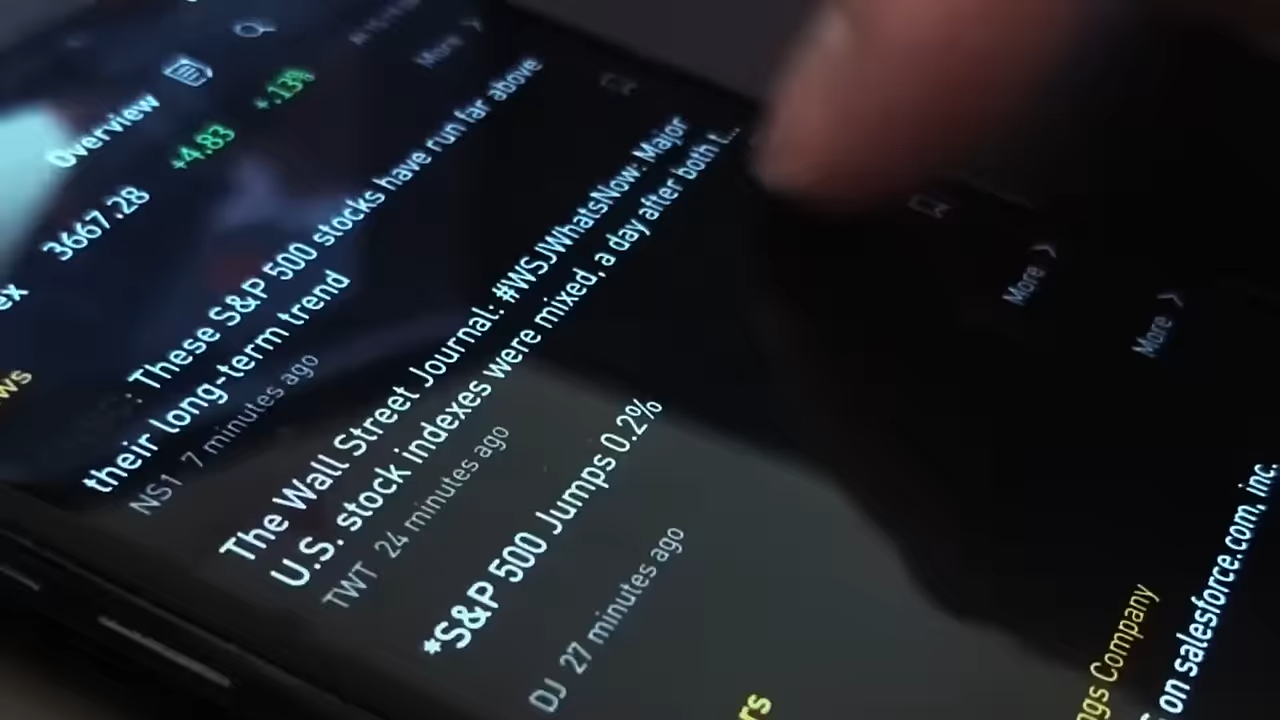 Overview
3667.28 +4.83 +.13%
More
These S&P 500 stocks have run far above
their long-term trend
NS1 7 minutes ago
The Wall Street Journal: #WSJWhatsNow: Major
U.S. stock indexes were mixed, a day after both t...
TWT 24 minutes ago
*S&P 500 Jumps 0.2%
DJ 27 minutes ago
More
More
Company
on salesforce.com, inc.